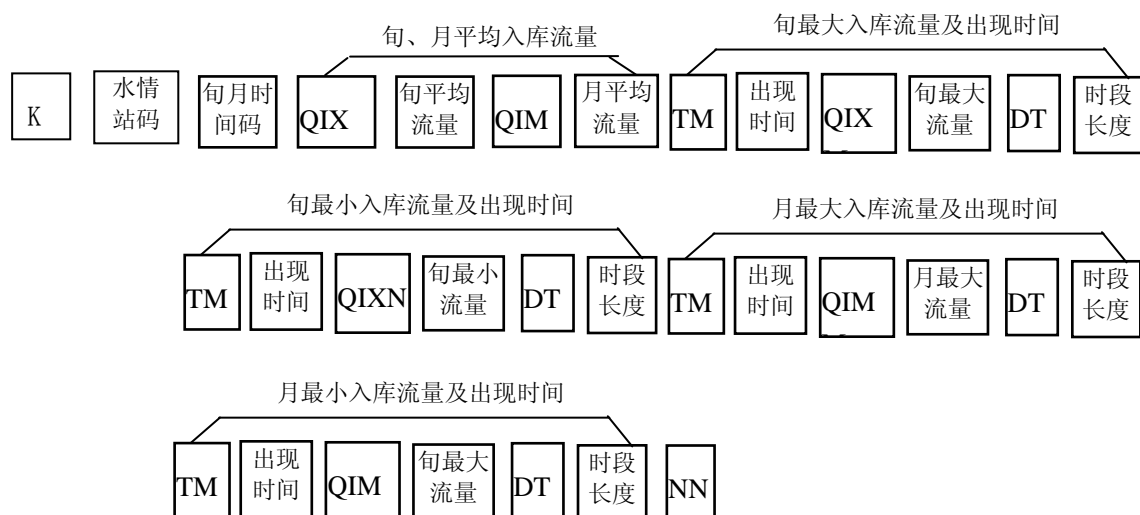 旬、月平均入库流量
旬最大入库流量及出现时间
K
水情
站码
旬月时
间码
QIX
旬平均
流量
QIM
月平均
流量
TM
出现
时间
QIX
旬最大
流量
DT
时段
长度
旬最小入库流量及出现时间
月最大入库流量及出现时间
TM
出现
时间
QIXN
旬最小
流量
DT
时段
长度
TM
出现
时间
QIM
月最大
流量
DT
时段
长度
月最小入库流量及出现时间
TM
出现
时间
QIM
旬最大
流量
DT
时段
长度
NN